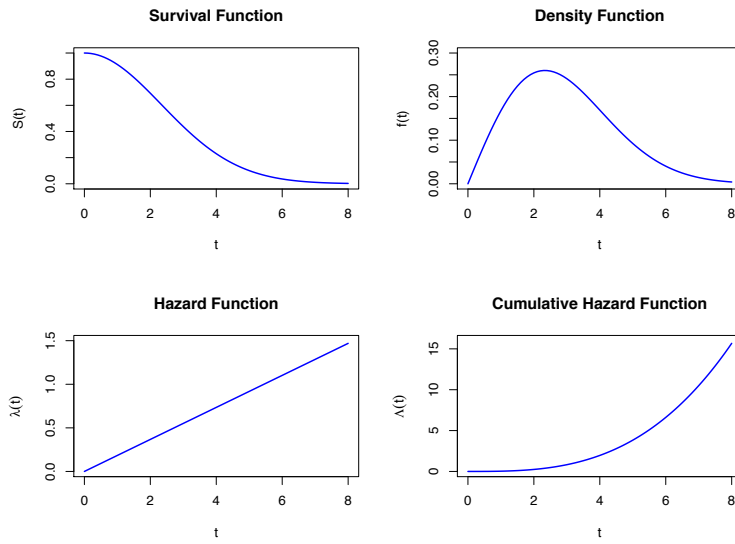 Survival Function
S(t)
0.0 0.4 0.8
0 2 4 6 8
t
Density Function
f(t)
0.00 0.10 0.20 0.30
0 2 4 6 8
t
Hazard Function
λ(t)
0.0 0.5 1.0 1.5
0 2 4 6 8
t
Cumulative Hazard Function
Λ(t)
0 5 10 15
0 2 4 6 8
t